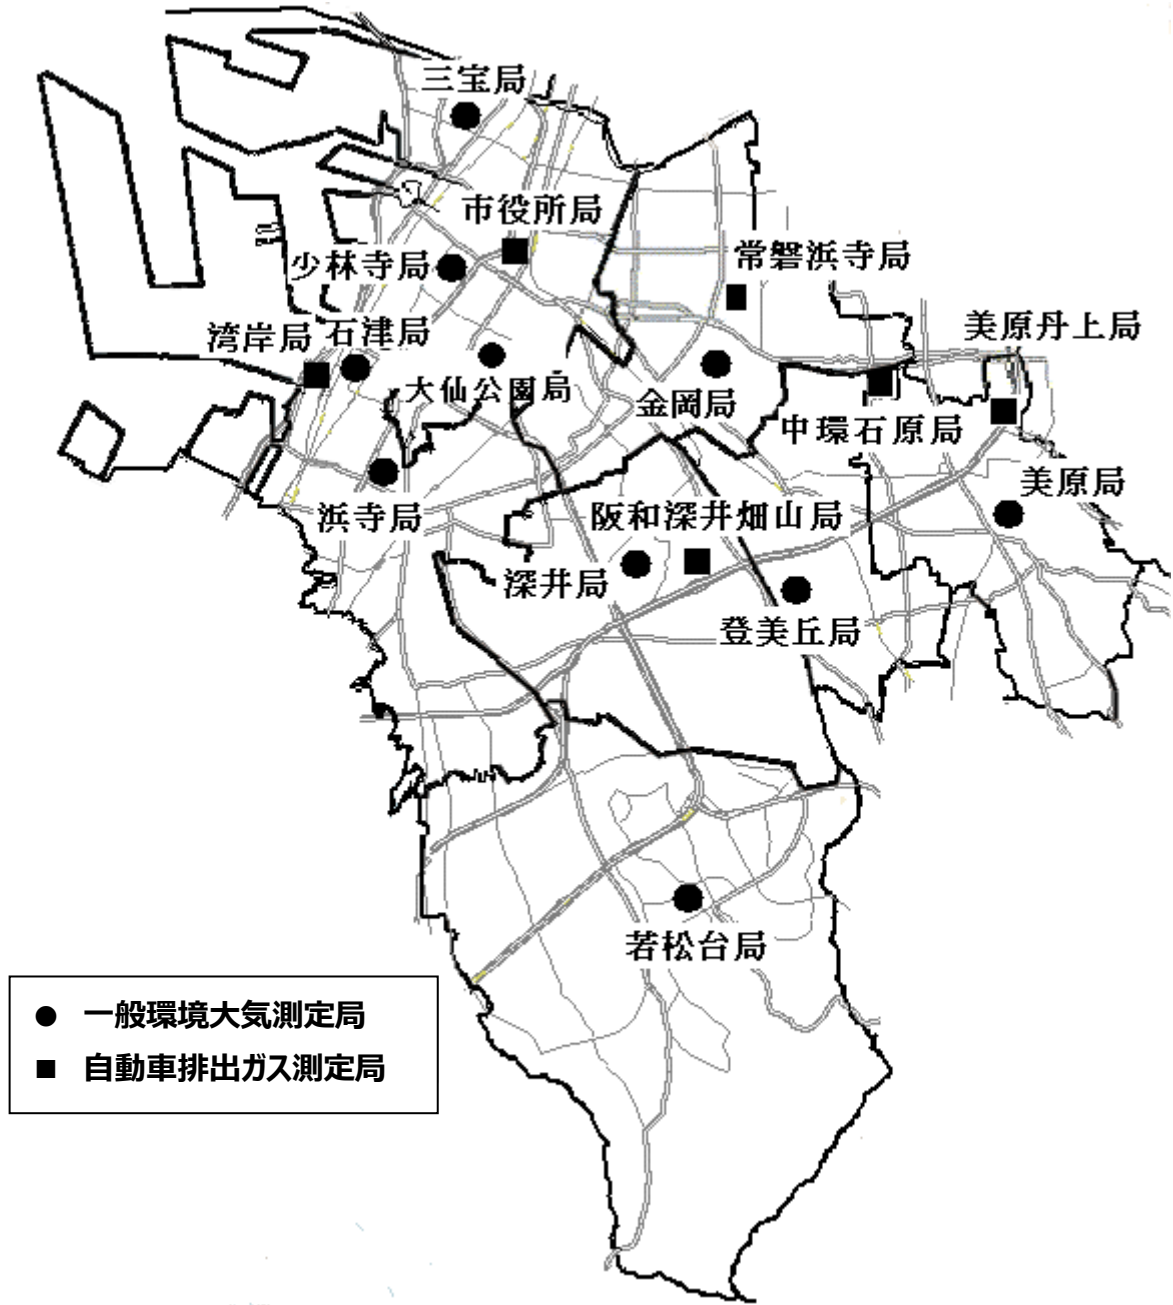 三宝局
市役所局
常磐浜寺局
少林寺局
美原丹上局
湾岸局
石津局
大仙公園局
金岡局
中環石原局
美原局
浜寺局
阪和深井畑山局
深井局
登美丘局
若松台局
● 一般環境大気測定局
■ 自動車排出ガス測定局